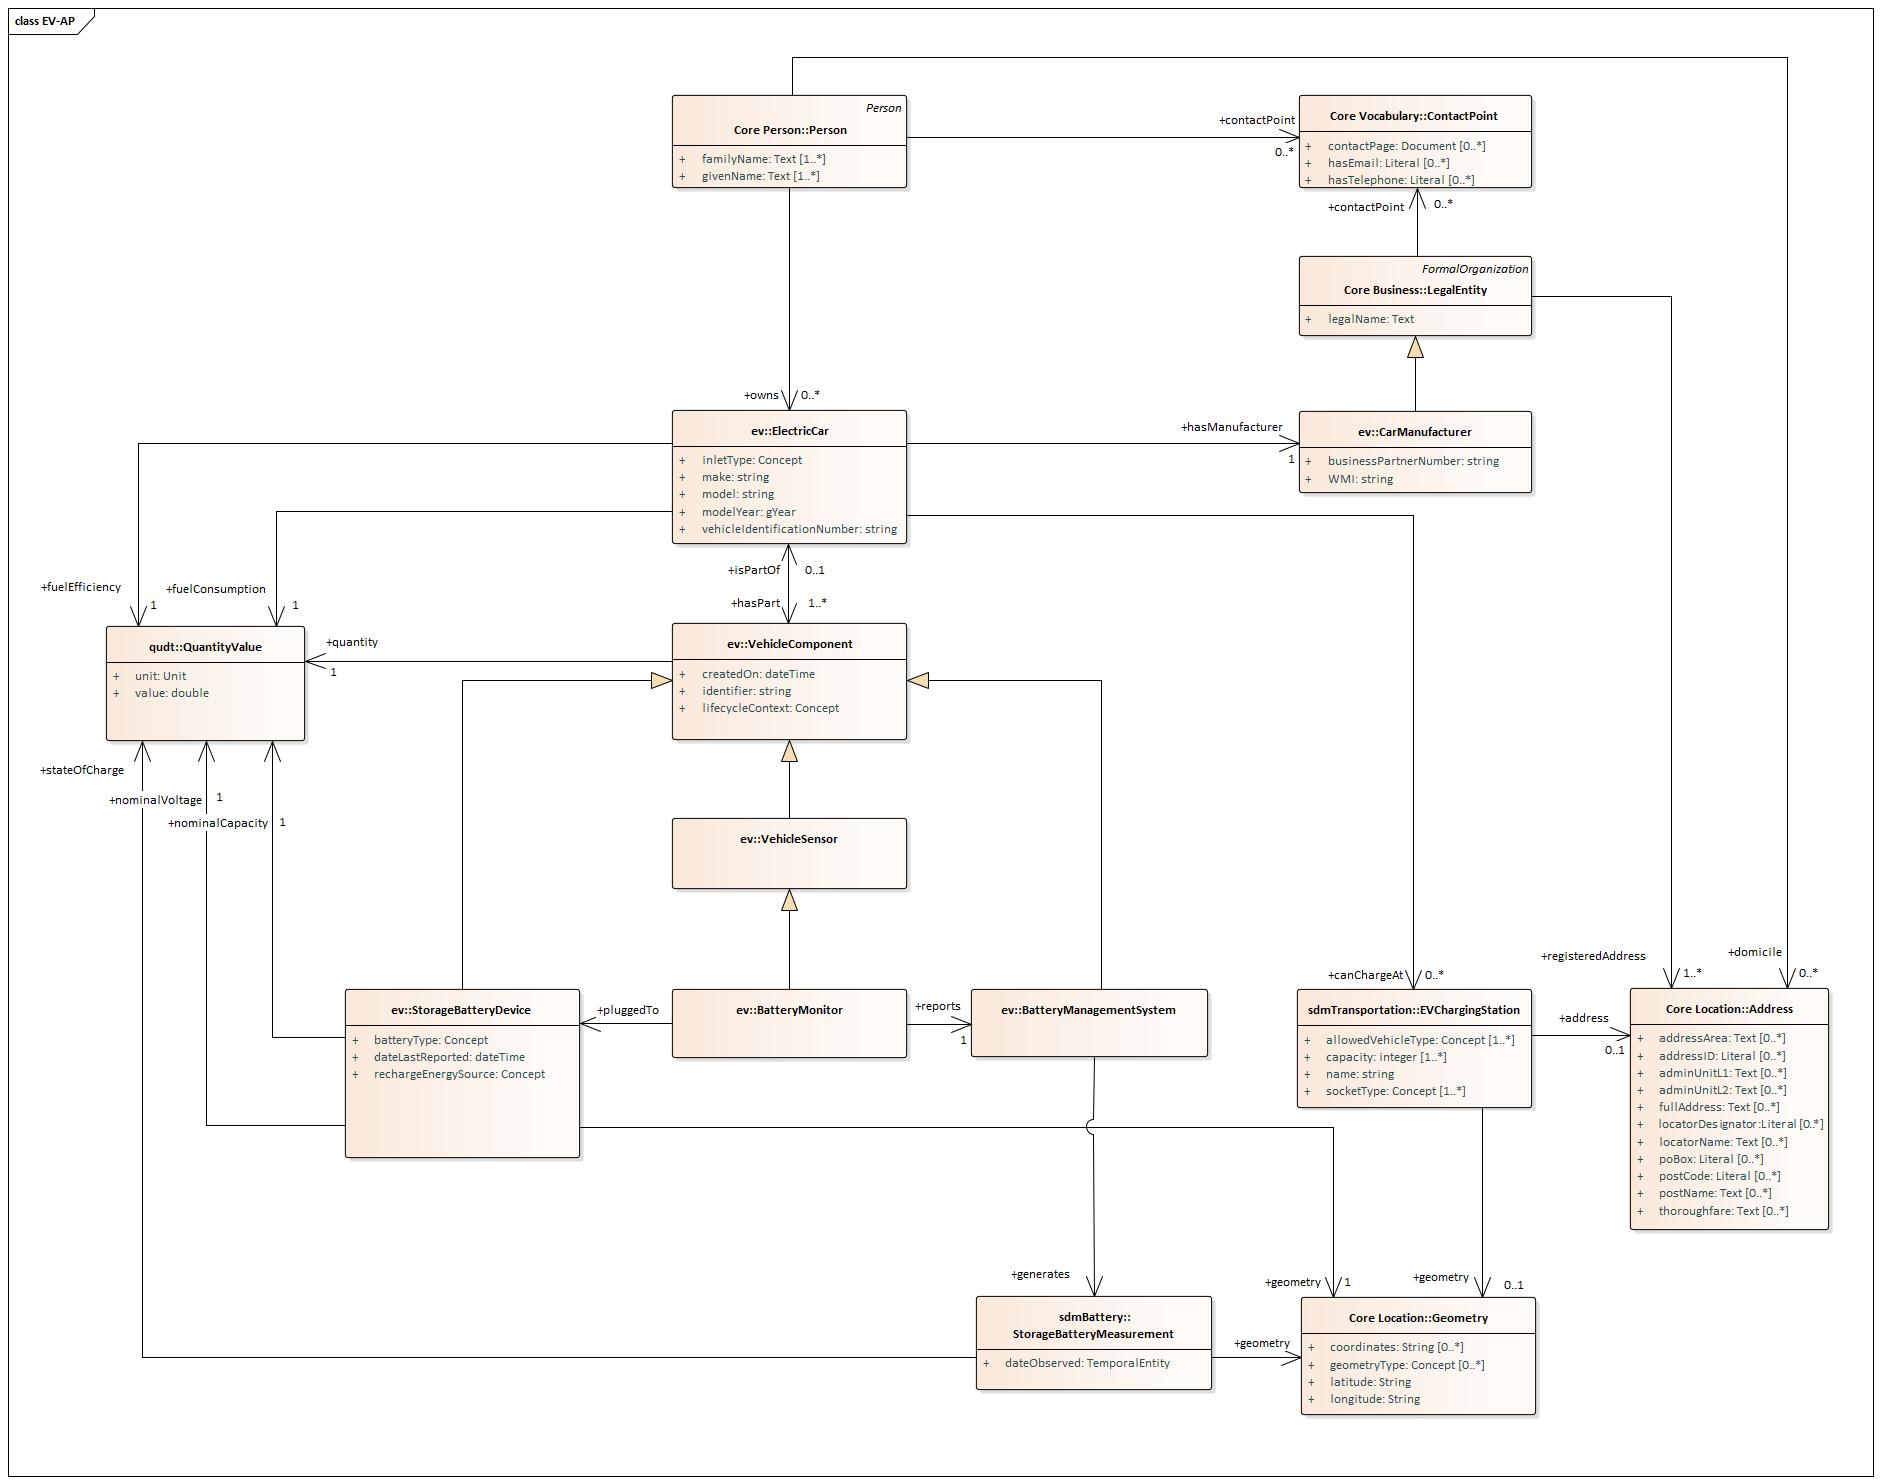 class EV-AP
Person
Core Person::Person
+ familyName: Text [1..*]
+ givenName: Text [1..*]
+contactPoint
0..*
Core Vocabulary::ContactPoint
+ contactPage: Document [0..*]
+ hasEmail: Literal [0..*]
+ hasTelephone: Literal [0..*]
+contactPoint
0..*
FormalOrganization
Core Business::LegalEntity
+ legalName: Text
+owns
0..*
ev::ElectricCar
+ inletType: Concept
+ make: string
+ model: string
+ modelYear: gYear
+ vehicleIdentificationNumber: string
+hasManufacturer
1
ev::CarManufacturer
+ businessPartnerNumber: string
+ WMI: string
+isPartOf
0..1
+hasPart
1..*
+fuelEfficiency
1
+fuelConsumption
1
qudt::QuantityValue
+ unit: Unit
+ value: double
+quantity
1
ev::VehicleComponent
+ createdOn: dateTime
+ identifier: string
+ lifecycleContext: Concept
+stateOfCharge
+nominalVoltage
1
+nominalCapacity
1
ev::VehicleSensor
+canChargeAt
0..*
+registeredAddress
1..*
+domicile
0..*
ev::StorageBatteryDevice
+ batteryType: Concept
+ dateLastReported: dateTime
+ rechargeEnergySource: Concept
+pluggedTo
ev::BatteryMonitor
+reports
1
ev::BatteryManagementSystem
sdmTransportation::EVChargingStation
+ allowedVehicleType: Concept [1..*]
+ capacity: integer [1..*]
+ name: string
+ socketType: Concept [1..*]
+address
0..1
Core Location::Address
+ addressArea: Text [0..*]
+ addressID: Literal [0..*]
+ adminUnitL1: Text [0..*]
+ adminUnitL2: Text [0..*]
+ fullAddress: Text [0..*]
+ locatorDesignator:Literal [0..*]
+ locatorName: Text [0..*]
+ poBox: Literal [0..*]
+ postCode: Literal [0..*]
+ postName: Text [0..*]
+ thoroughfare: Text [0..*]
+generates
+geometry
1
+geometry
0..1
sdmBattery::
StorageBatteryMeasurement
+ dateObserved: TemporalEntity
+geometry
Core Location::Geometry
+ coordinates: String [0..*]
+ geometryType: Concept [0..*]
+ latitude: String
+ longitude: String